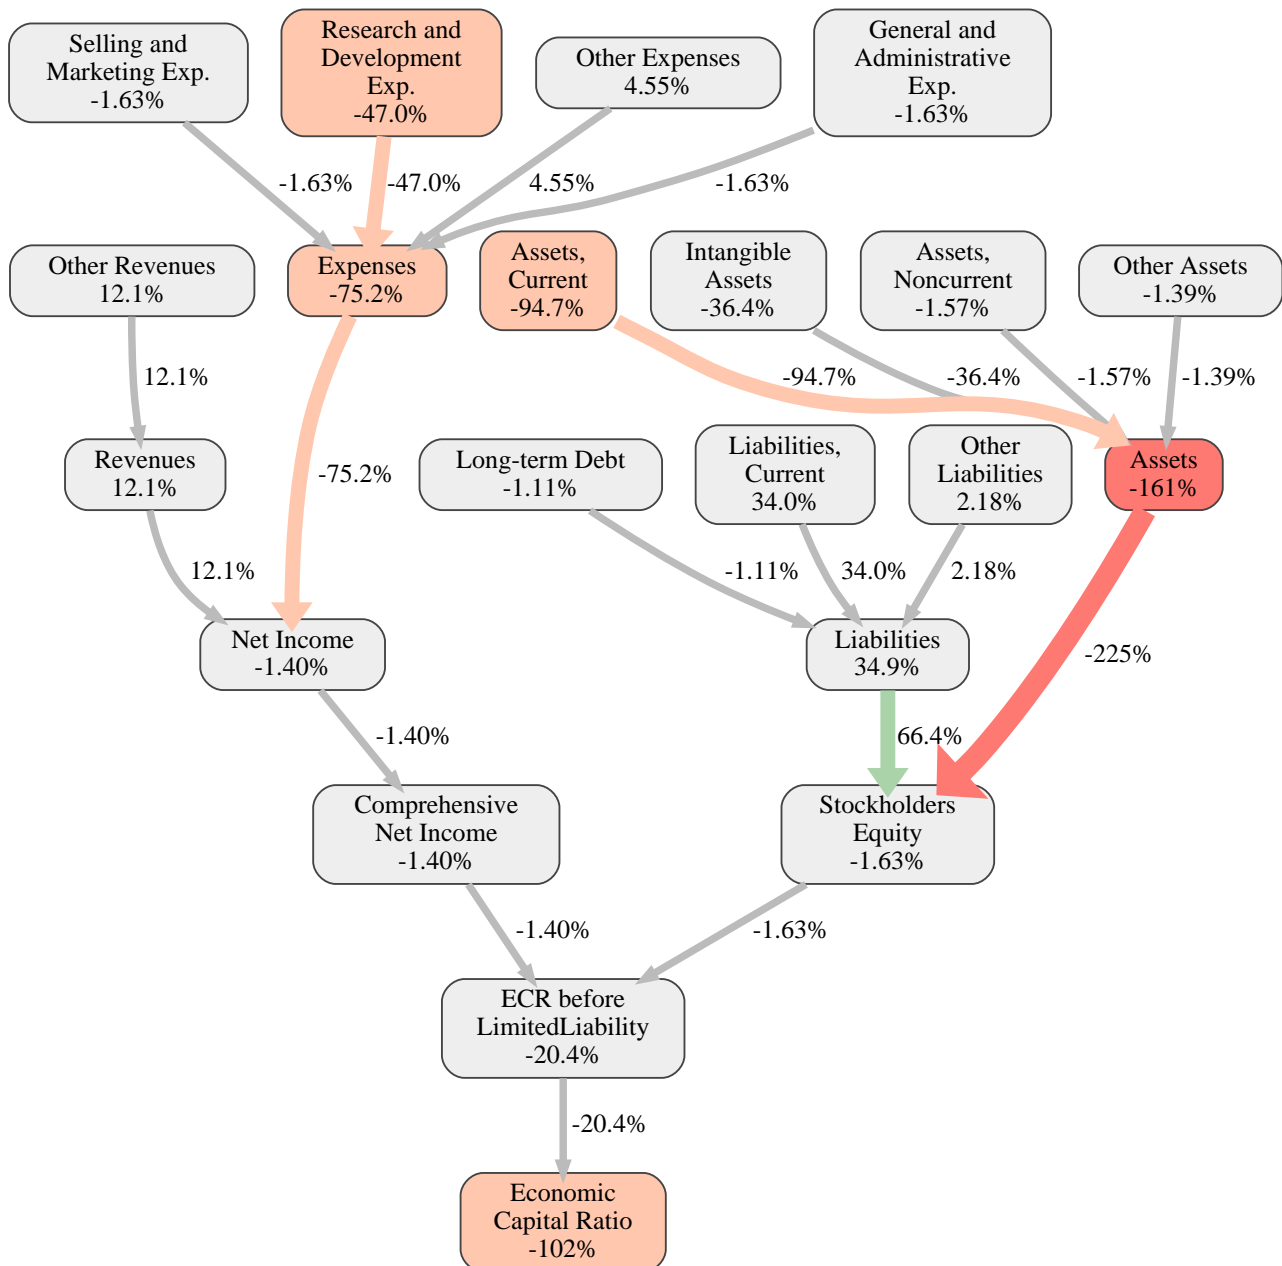 Selling and
Marketing Exp.
-1.63%
Research and
Development
Exp.
-47.0%
Other Expenses
4.55%
General and
Administrative
Exp.
-1.63%
-1.63%
-47.0%
4.55%
-1.63%
Other Revenues
12.1%
Expenses
-75.2%
Assets,
Current
-94.7%
Intangible
Assets
-36.4%
Assets,
Noncurrent
-1.57%
Other Assets
-1.39%
12.1%
-94.7%
-36.4%
-1.57%
-1.39%
Revenues
12.1%
-75.2%
Long-term Debt
-1.11%
Liabilities,
Current
34.0%
Other
Liabilities
2.18%
Assets
-161%
12.1%
-1.11%
34.0%
2.18%
Net Income
-1.40%
Liabilities
34.9%
-225%
-1.40%
66.4%
Comprehensive
Net Income
-1.40%
Stockholders
Equity
-1.63%
-1.40%
-1.63%
ECR before
LimitedLiability
-20.4%
-20.4%
Economic
Capital Ratio
-102%